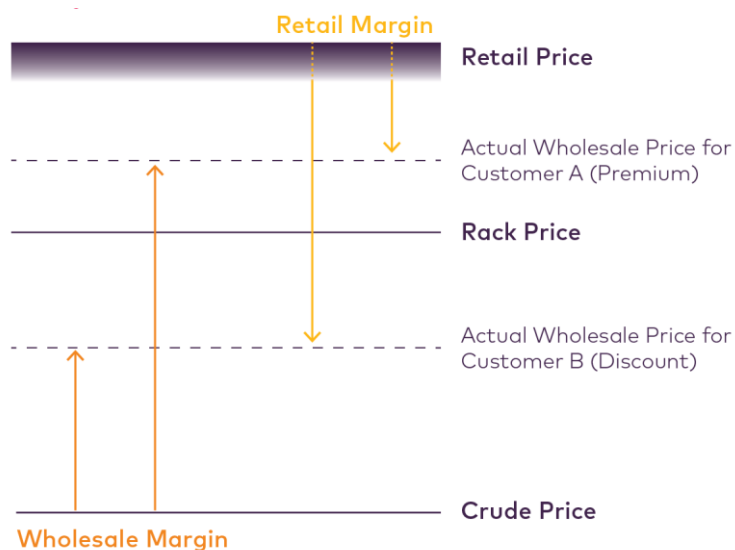 Retail Margin
Retail Price
Actual Wholesale Price for
Customer A (Premium)
Rack Price
Actual Wholesale Price for
Customer B (Discount)
Crude Price
Wholesale Margin